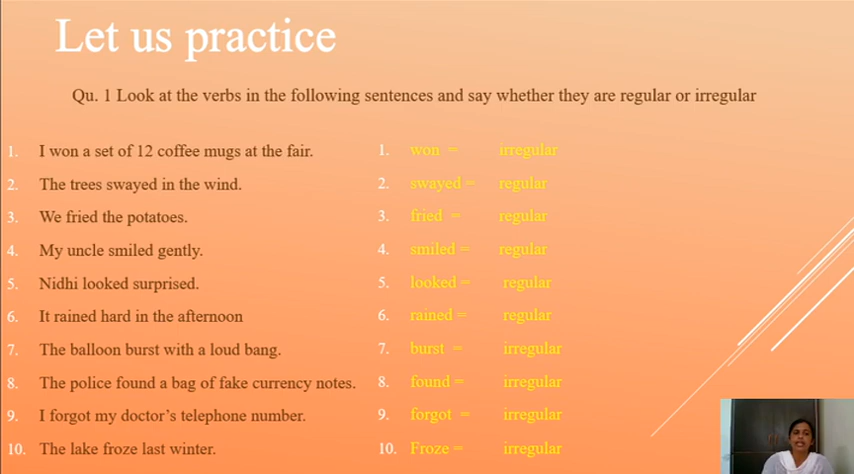 Let us practice
Qu. 1 Look at the verbs in the following sentences and say whether they are regular or irregular
1. I won a set of 12 coffee mugs at the fair.
2. The trees swayed in the wind.
3. We fried the potatoes.
4. My uncle smiled gently.
5. Nidhi looked surprised.
6. It rained hard in the afternoon
7. The balloon burst with a loud bang.
8. The police found a bag of fake currency notes.
9. I forgot my doctor’s telephone number.
10. The lake froze last winter.
1. won = irregular
2. swayed = regular
3. fried = regular
4. smiled = regular
5. looked = regular
6. rained = regular
7. burst = irregular
8. found = irregular
9. forgot = irregular
10. Froze = irregular